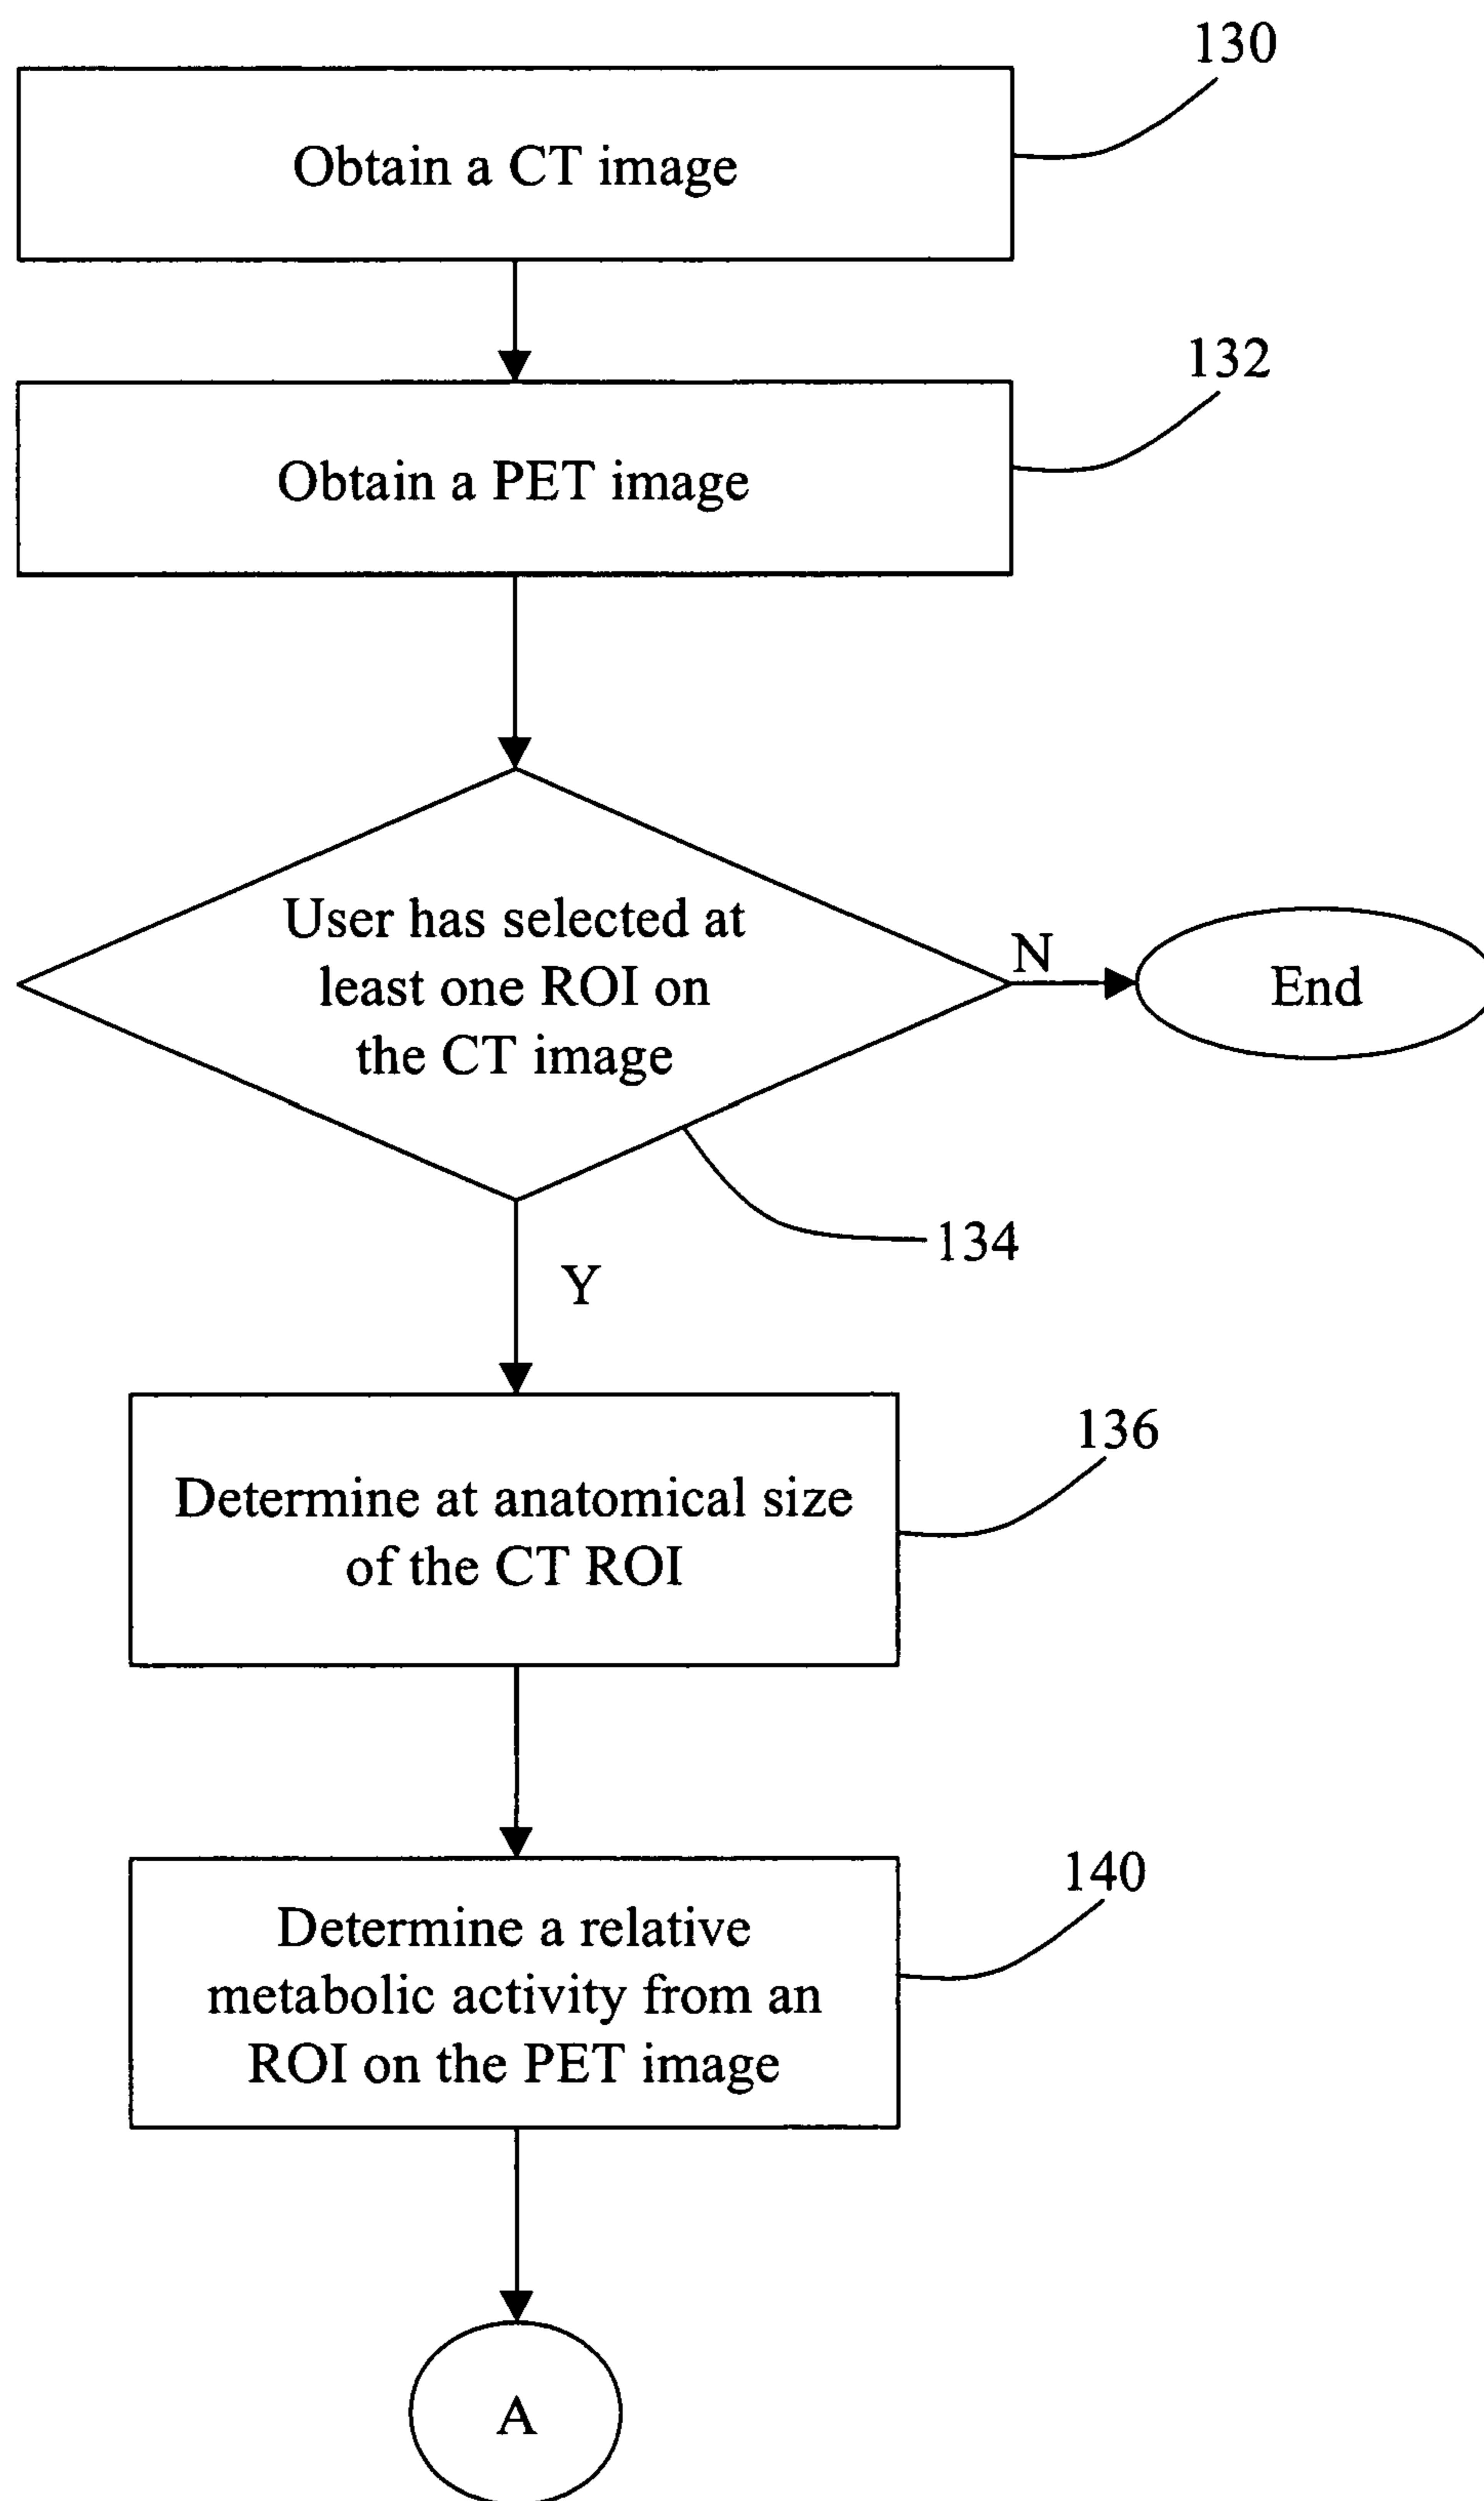 130
Obtain a CT image
132
Obtain a PET image
User has selected at
least one ROI on
the CT image
N
End
134
Y
136
Determine at anatomical size
of the CT ROI
140
Determine a relative
metabolic activity from an
ROI on the PET image
A